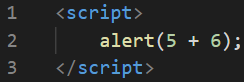 1 <script>
2 alert(5 + 6);
3 </script>